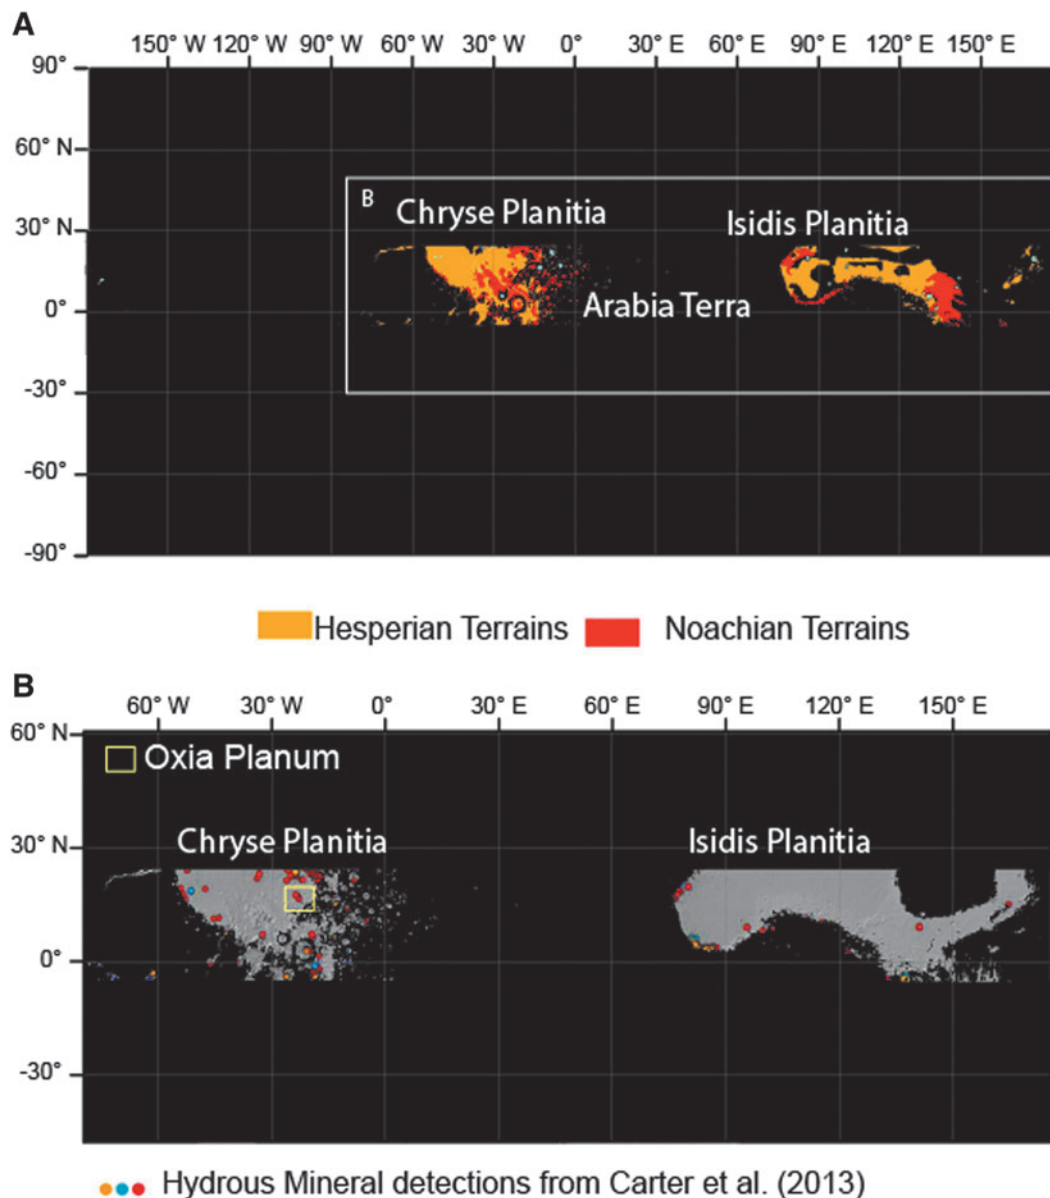 A
150° W 120° W 90° W 60° W 30° W 0° 30° E 60° E 90° E 120° E 150° E
90°
60° N
B
Chryse Planitia
Isidis Planitia
30° N
Arabia Terra
0°
-30°
-60°
-90°
Hesperian Terrains Noachian Terrains
B
60° W 30° W 0° 30° E 60° E 90° E 120° E 150° E
60° N
Oxia Planum
Chryse Planitia Isidis Planitia
30° N
0°
-30°
Hydrous Mineral detections from Carter et al. (2013)